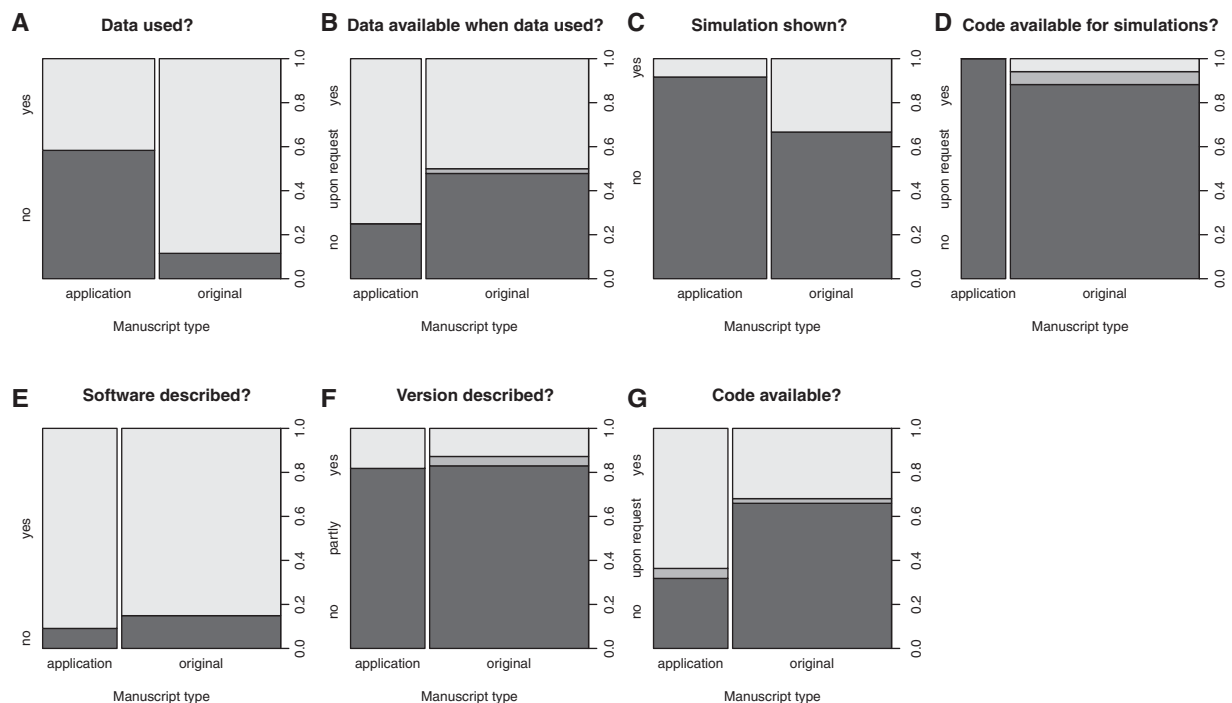 A Data used?
yes
no
0.0 0.2 0.4 0.6 0.8 1.0
application original
Manuscript type
B Data available when data used?
yes
upon request
no
0.0 0.2 0.4 0.6 0.8 1.0
application original
Manuscript type
C Simulation shown?
yes
no
0.0 0.2 0.4 0.6 0.8 1.0
application original
Manuscript type
D Code available for simulations?
yes
upon request
no
0.0 0.2 0.4 0.6 0.8 1.0
application original
Manuscript type
E Software described?
yes
no
0.0 0.2 0.4 0.6 0.8 1.0
application original
Manuscript type
F Version described?
yes
partly
no
0.0 0.2 0.4 0.6 0.8 1.0
application original
Manuscript type
G Code available?
yes
upon request
no
0.0 0.2 0.4 0.6 0.8 1.0
application original
Manuscript type